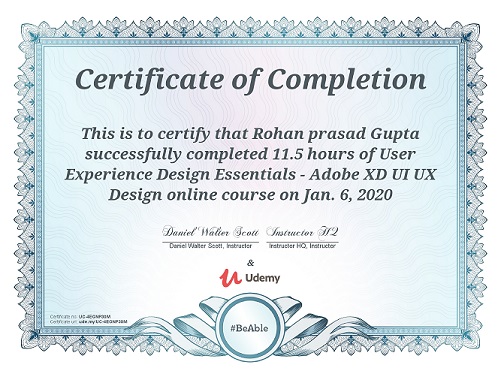 Certificate of Completion
This is to certify that Rohan prasad Gupta
successfully completed 11.5 hours of User
Experience Design Essentials - Adobe XD UI UX
Design online course on Jan. 6, 2020
Daniel Walter Scott Instructor HQ
Daniel Walter Scott, Instructor Instructor HQ, Instructor
&
Udemy
#BeAble
Certificate no: UC-4EGNP3GM
Certificate url: ude.my/UC-4EGNP3GM